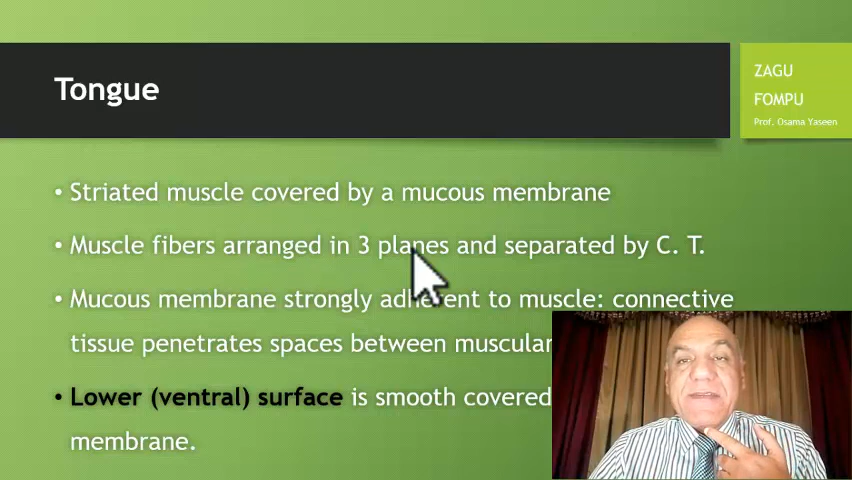 Tongue
ZAGU
FOMPU
Prof. Osama Yaseen
• Striated muscle covered by a mucous membrane
• Muscle fibers arranged in 3 planes and separated by C. T.
• Mucous membrane strongly adherent to muscle: connective
tissue penetrates spaces between muscular
• Lower (ventral) surface is smooth covered
membrane.